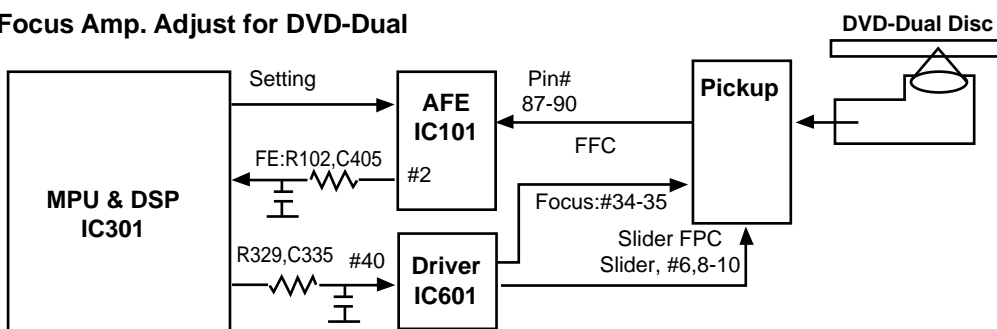 Focus Amp. Adjust for DVD-Dual
DVD-Dual Disc
Setting
AFE
IC101
Pin#
87-90
FFC
Pickup
FE:R102,C405
#2
MPU & DSP
IC301
Focus:#34-35
Slider FPC
Slider, #6,8-10
R329,C335
#40
Driver
IC601